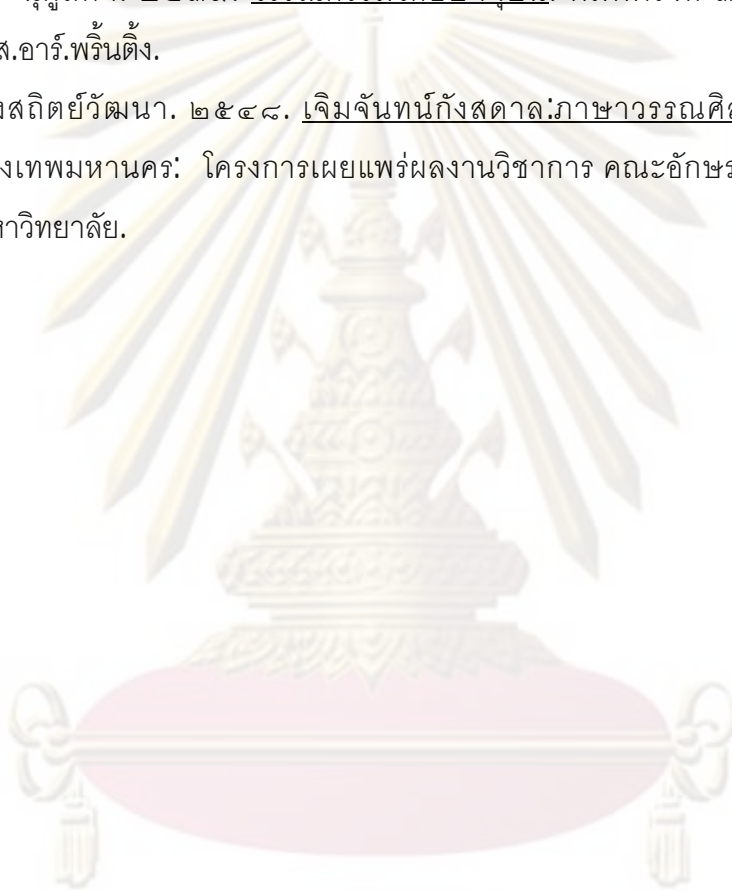 ส.อาร์.พริ้นติ้ง.
งสถิตย์วัฒนา. ๒๕๔๘. เจิมจันทน์กังสดาล:ภาษาวรรณศิล
งเทพมหานคร: โครงการเผยแพร่ผลงานวิชาการ คณะอักษร
หาวิทยาลัย.